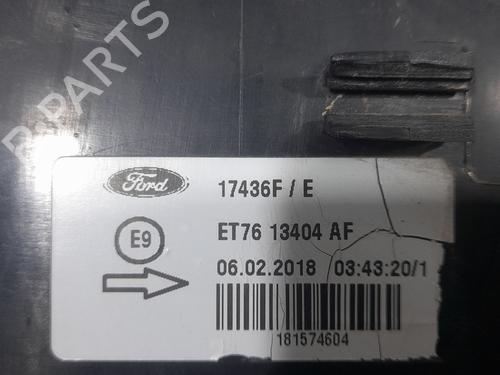 B-PARTS
Ford
17436F / E
E9
ET76 13404 AF
06.02.2018 03:43:20/1
181574604